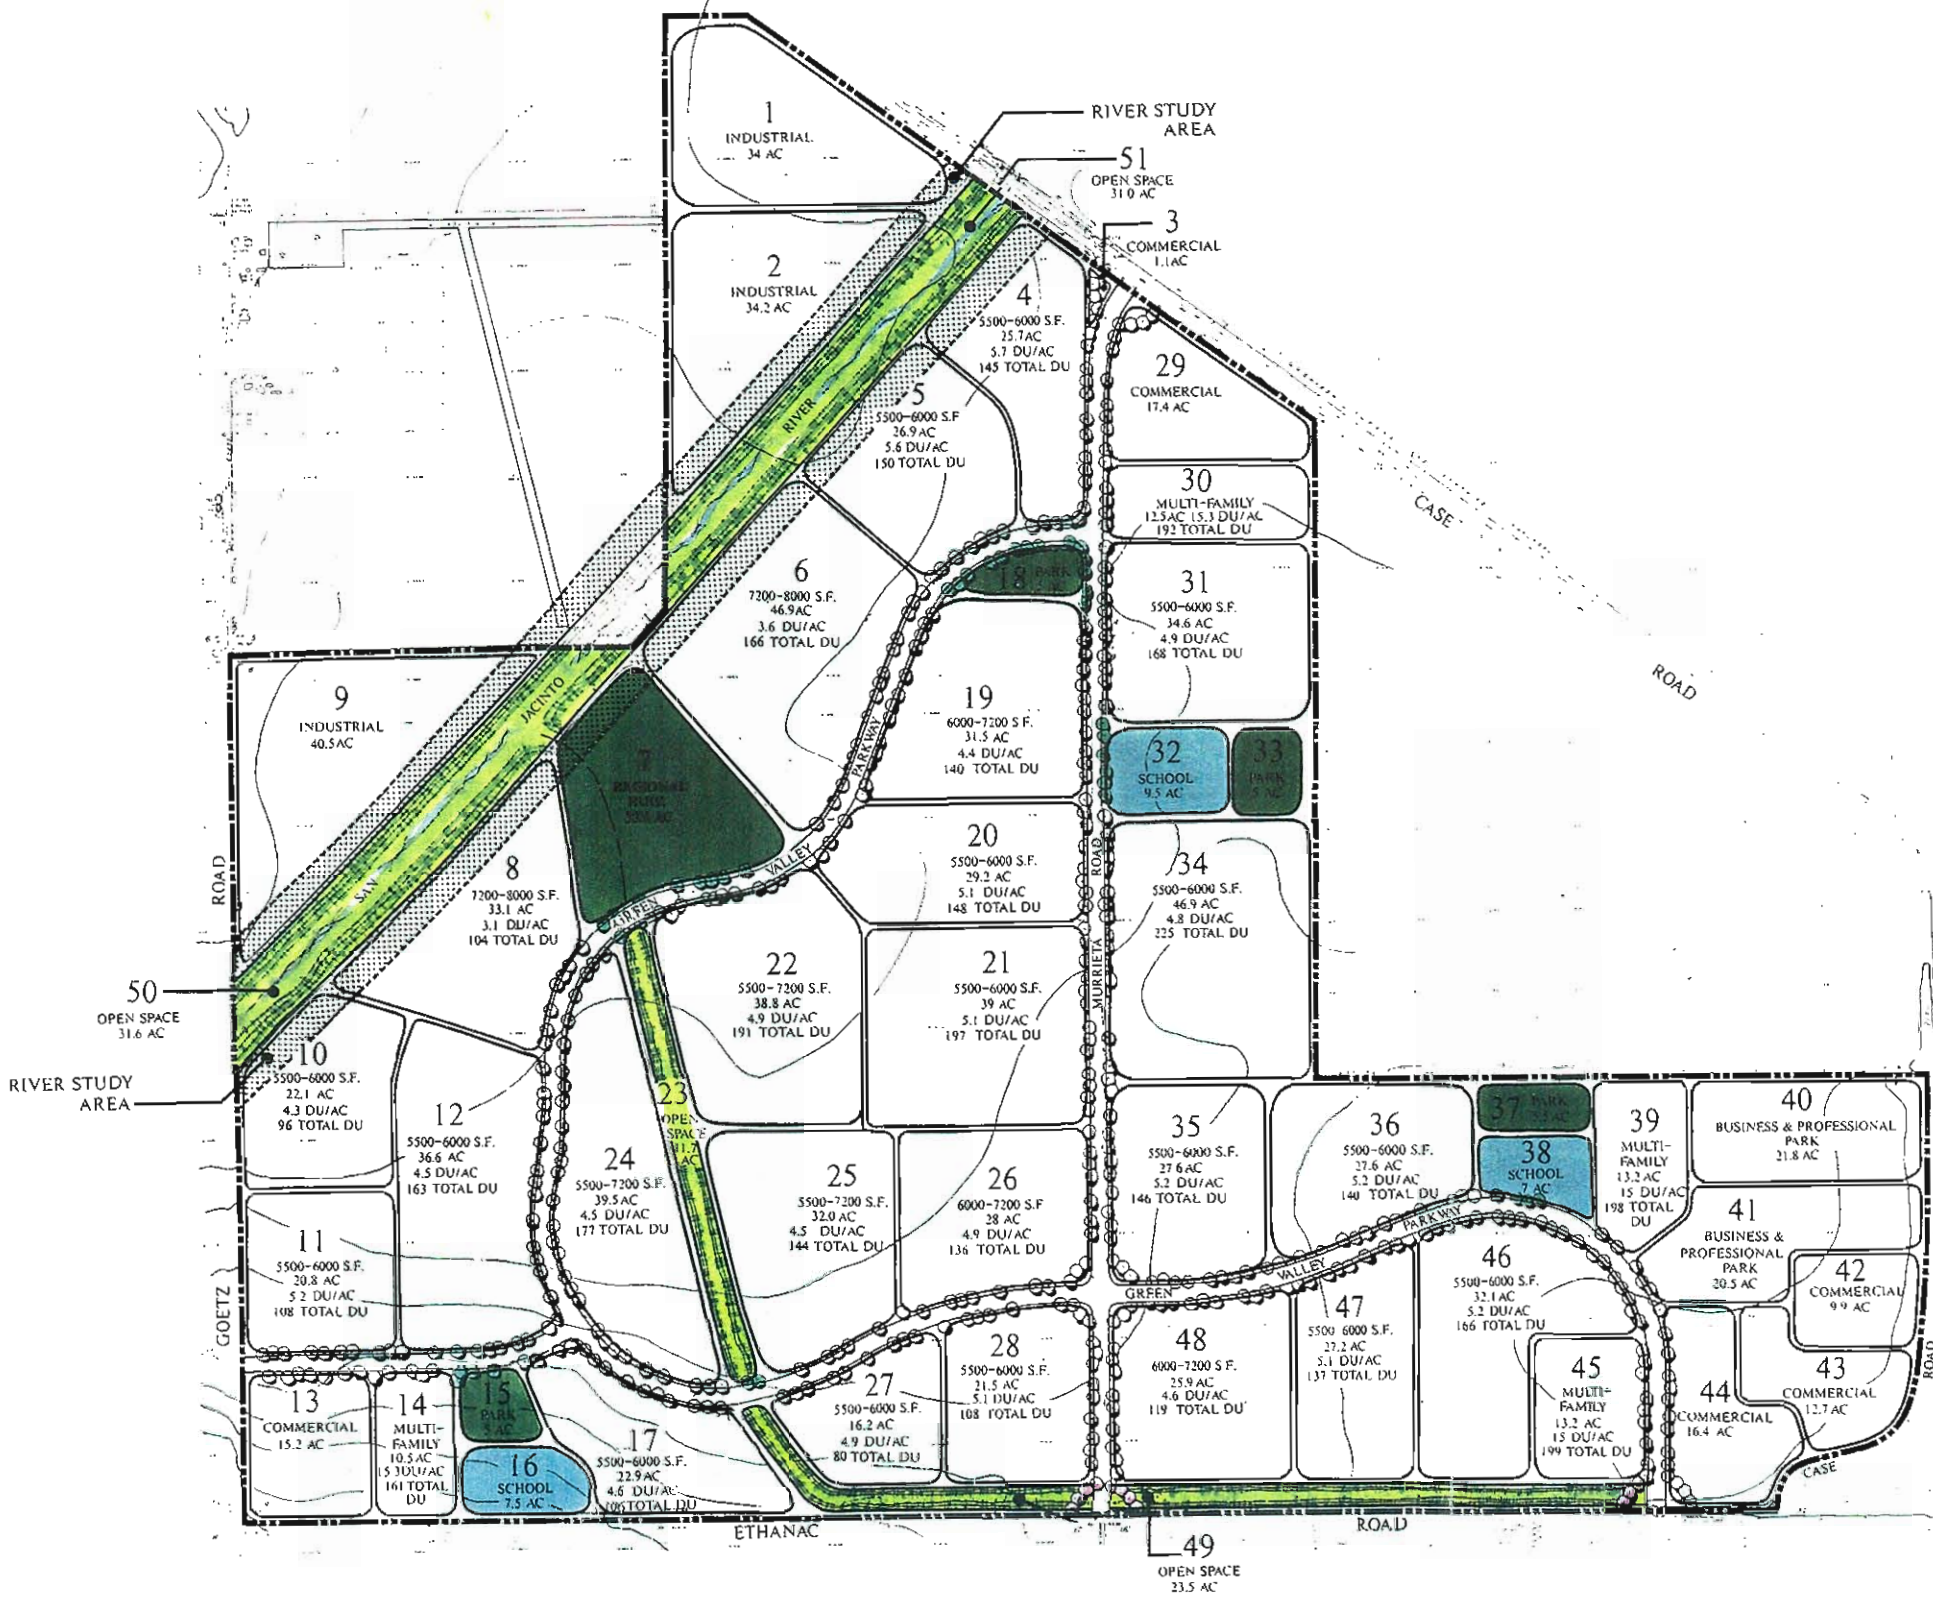 RIVER STUDY
AREA
51
OPEN SPACE
31.0 AC
1
INDUSTRIAL
34 AC
3
COMMERCIAL
1.1AC
2
INDUSTRIAL
34.2 AC
4
5500-6000 S.F.
25.7AC
5.7 DU/AC
145 TOTAL DU
29
COMMERCIAL
17.4 AC
5
5500-6000 S.F
26.9AC
5.6 DU/AC
150 TOTAL DU
RIVER
30
MULTI-FAMILY
12.5AC 15.3 DU/AC
192 TOTAL DU
CASE
ROAD
6
7200-8000 S.F.
46.9AC
3.6 DU/AC
166 TOTAL DU
18 PARK
31
5500-6000 S.F.
34.6 AC
4.9 DU/AC
168 TOTAL DU
9
INDUSTRIAL
40.5AC
JACINTO
19
6000-7200 S F.
31.5 AC
4.4 DU/AC
140 TOTAL DU
PARKWAY
7
REGIONAL
PARK
32
SCHOOL
9.5 AC
33
PARK
5 AC
20
5500-6000 S.F.
29.2 AC
5.1 DU/AC
148 TOTAL DU
VALLEY
GREEN
ROAD
MURRIETA
34
5500-6000 S.F.
46.9 AC
4.8 DU/AC
225 TOTAL DU
8
7200-8000 S.F.
33.1 AC
3.1 DU/AC
104 TOTAL DU
ROAD
SAN
50
OPEN SPACE
31.6 AC
22
5500-7200 S.F.
38.8 AC
4.9 DU/AC
191 TOTAL DU
21
5500-6000 S.F.
39 AC
5.1 DU/AC
197 TOTAL DU
RIVER STUDY
AREA
10
5500-6000 S.F.
22.1 AC
4.3 DU/AC
96 TOTAL DU
12
5500-6000 S.F.
36.6 AC
4.5 DU/AC
163 TOTAL DU
23
OPEN
SPACE
11.7
AC
24
5500-7200 S.F.
39.5 AC
4.5 DU/AC
177 TOTAL DU
25
5500-7200 S.F.
32.0 AC
4.5 DU/AC
144 TOTAL DU
26
6000-7200 S.F
28 AC
4.9 DU/AC
136 TOTAL DU
35
5500-6000 S.F.
27.6 AC
5.2 DU/AC
146 TOTAL DU
36
5500-6000 S.F.
27.6 AC
5.2 DU/AC
140 TOTAL DU
37 PARK
38
SCHOOL
7 AC
39
MULTI-
FAMILY
13.2 AC
15 DU/AC
198 TOTAL
DU
40
BUSINESS & PROFESSIONAL
PARK
21.8 AC
41
BUSINESS &
PROFESSIONAL
PARK
20.5 AC
42
COMMERCIAL
9.9 AC
11
5500-6000 S.F.
20.8 AC
5.2 DU/AC
108 TOTAL DU
GOETZ
GREEN
VALLEY
PARKWAY
46
5500-6000 S.F.
32.1 AC
5.2 DU/AC
166 TOTAL DU
47
5500-6000 S.F.
27.2 AC
5.1 DU/AC
137 TOTAL DU
48
6000-7200 S.F.
25.9 AC
4.6 DU/AC
119 TOTAL DU
28
5500-6000 S.F.
21.5 AC
5.1 DU/AC
108 TOTAL DU
27
5500-6000 S.F.
16.2 AC
4.9 DU/AC
80 TOTAL DU
13
COMMERCIAL
15.2 AC
14
MULTI-
FAMILY
10.5 AC
15.3DU/AC
161 TOTAL
DU
15
PARK
5 AC
16
SCHOOL
7.5 AC
17
5500-6000 S.F.
22.9 AC
4.6 DU/AC
106 TOTAL DU
45
MULTI-
FAMILY
13.2 AC
15 DU/AC
199 TOTAL DU
44
COMMERCIAL
16.4 AC
43
COMMERCIAL
12.7 AC
ROAD
CASE
ETHANAC
ROAD
49
OPEN SPACE
23.5 AC